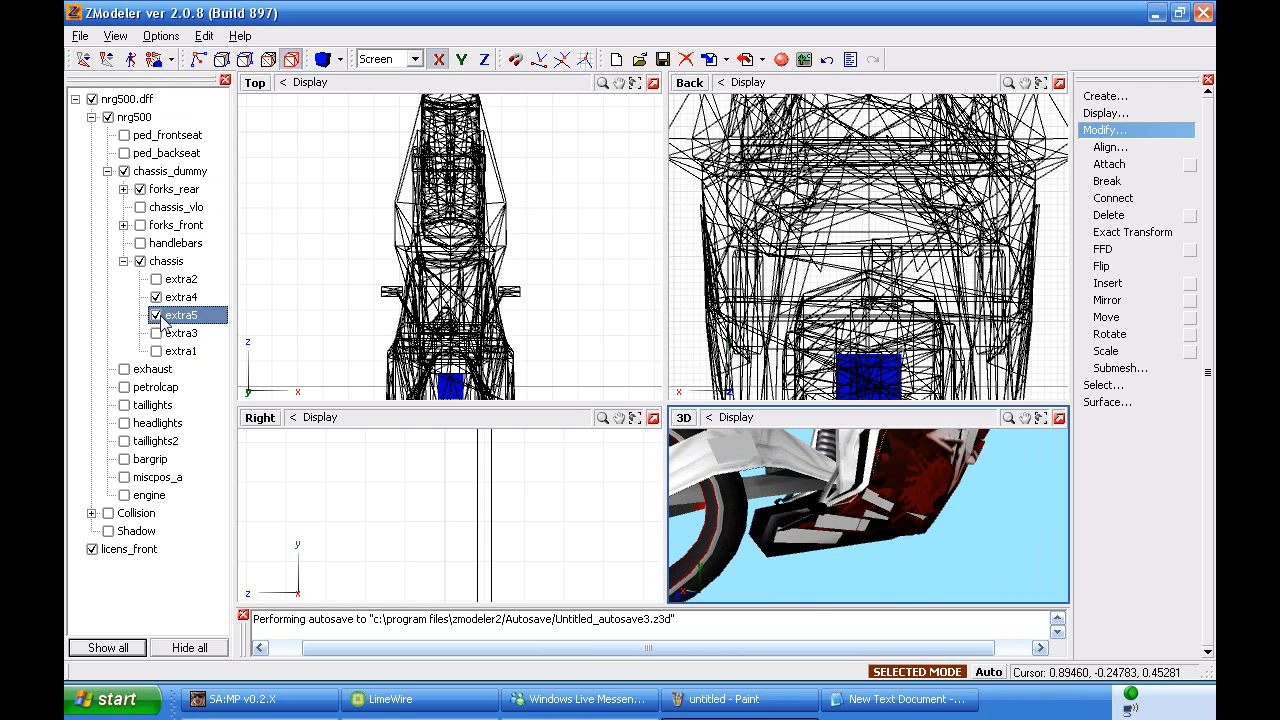 ZModeler ver 2.0.8 (Build 897)
File View Options Edit Help
Screen X Y Z
nrg500.dff
nrg500
ped_frontseat
ped_backseat
chassis_dummy
forks_rear
chassis_vlo
forks_front
handlebars
chassis
extra2
extra4
extra5
extra3
extra1
exhaust
petrolcap
taillights
headlights
taillights2
bargrip
miscpos_a
engine
Collision
Shadow
licens_front
Show all Hide all
Top < Display
z
y x
Back < Display
x z
Right < Display
y
z x
3D < Display
Create...
Display...
Modify...
Align...
Attach
Break
Connect
Delete
Exact Transform
FFD
Flip
Insert
Mirror
Move
Rotate
Scale
Submesh...
Select...
Surface...
Performing autosave to "c:\program files\zmodeler2/Autosave/Untitled_autosave3.z3d"
SELECTED MODE Auto Cursor: 0.89460, -0.24783, 0.45281
start SA:MP v0.2.X LimeWire Windows Live Messen... untitled - Paint New Text Document -...